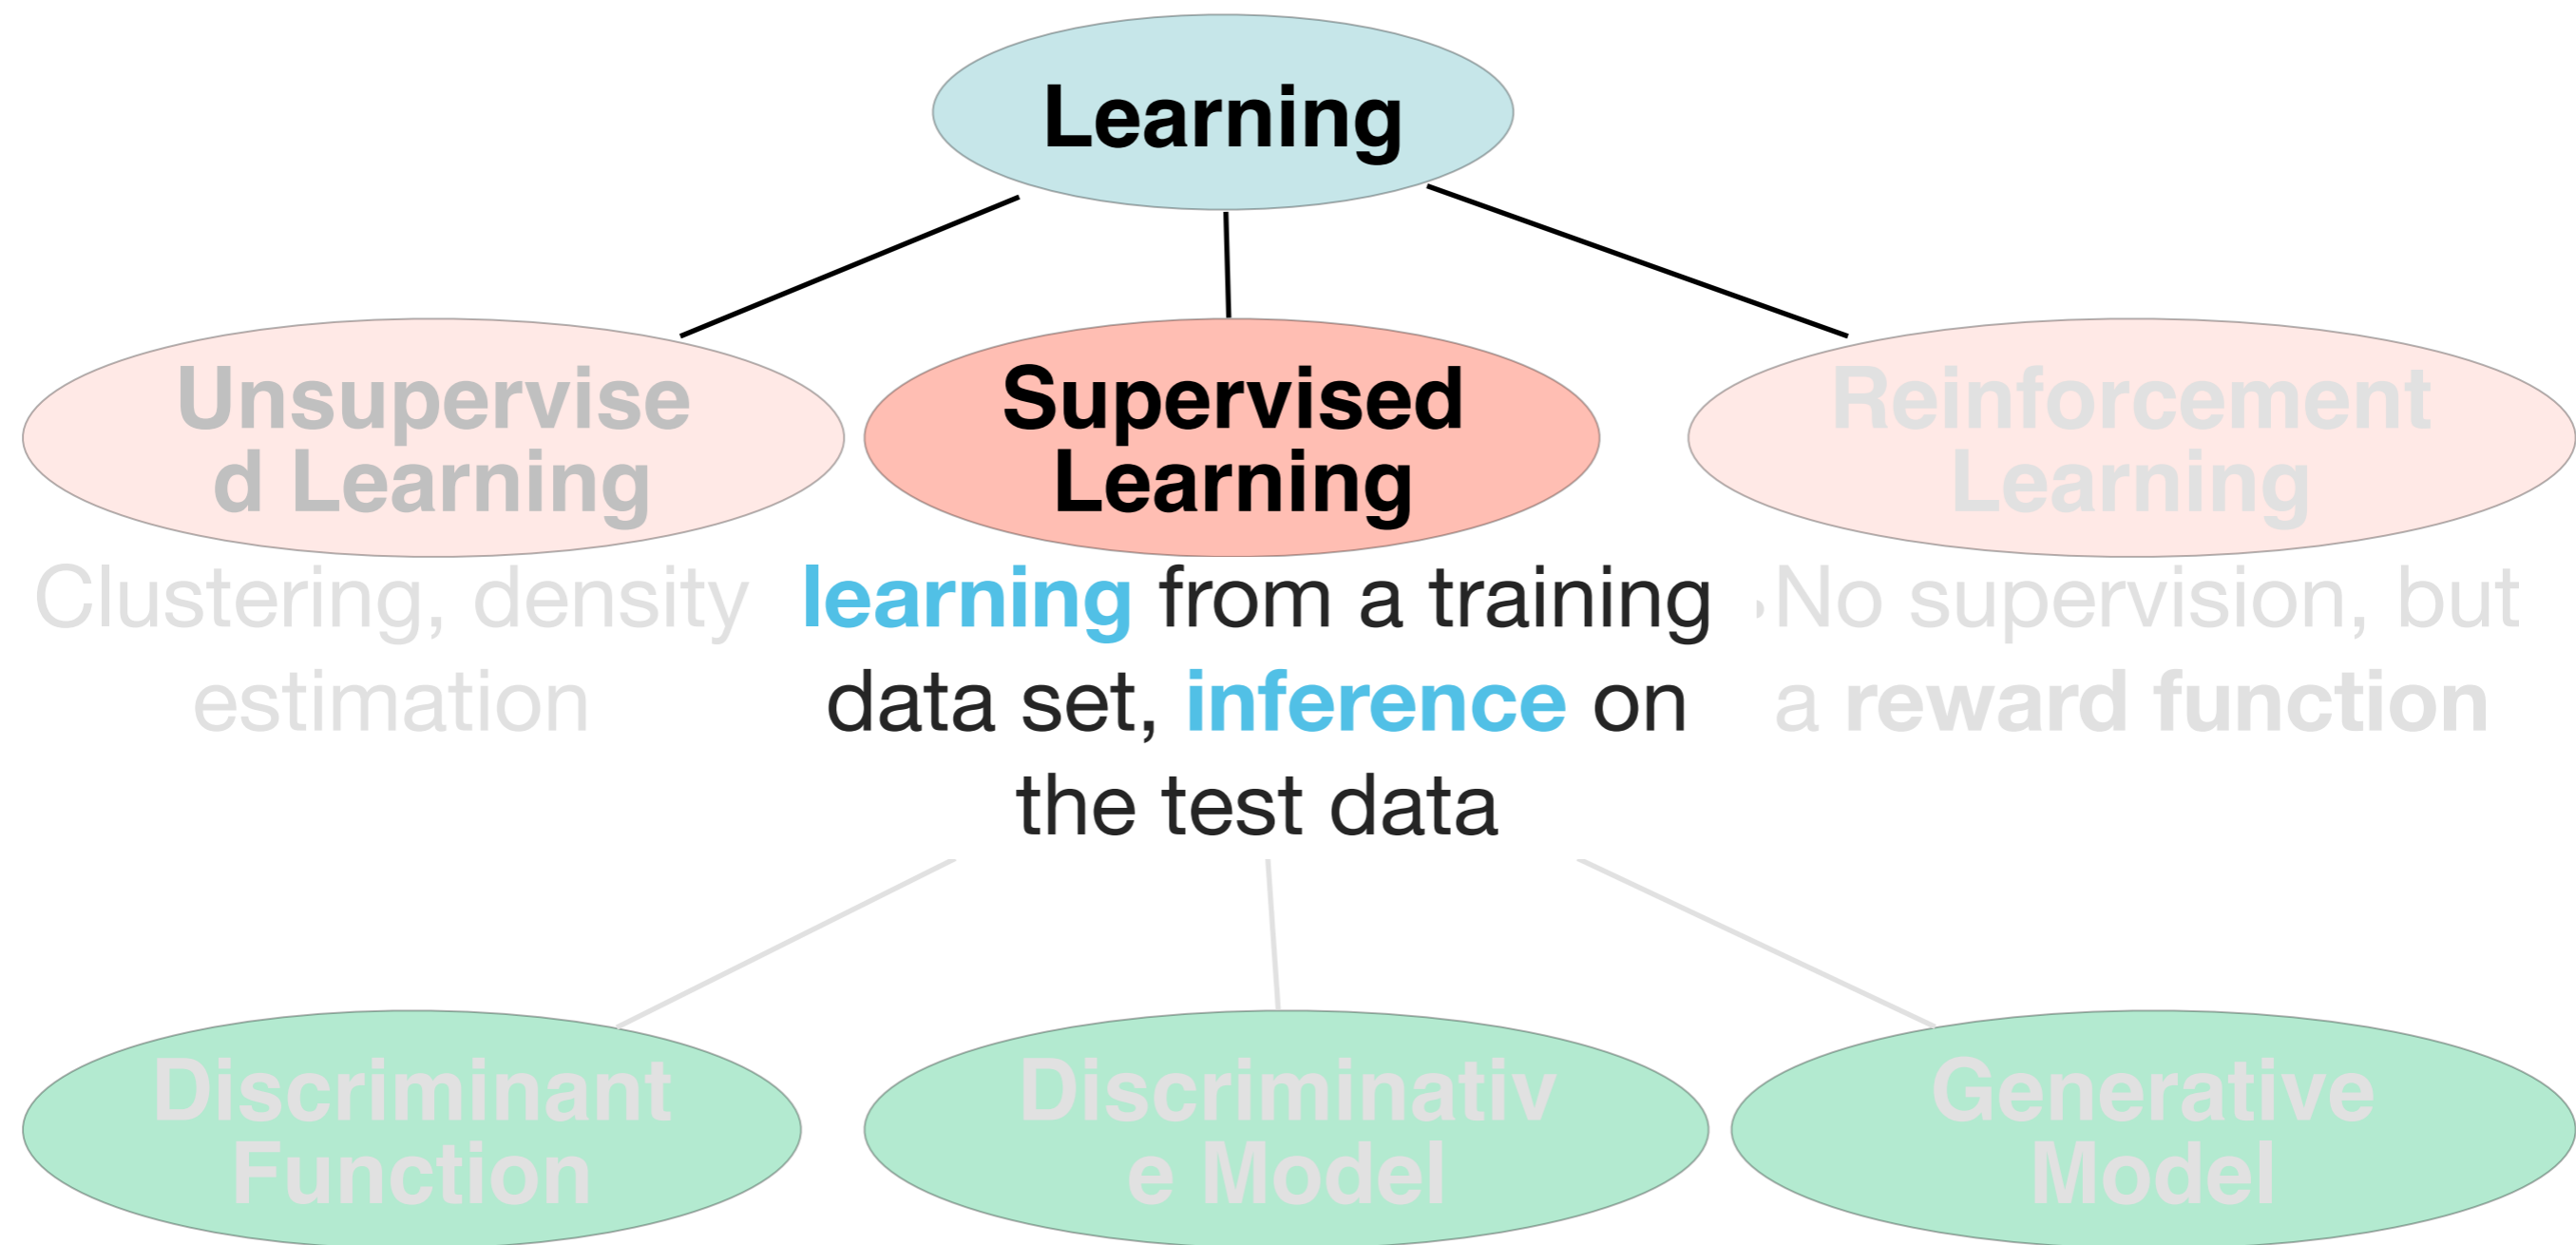 Learning
Unsupervise
d Learning
Supervised
Learning
Reinforcement
Learning
Clustering, density
estimation
learning from a training
data set, inference on
the test data
•No supervision, but
a reward function
Discriminant
Function
Discriminativ
e Model
Generative
Model